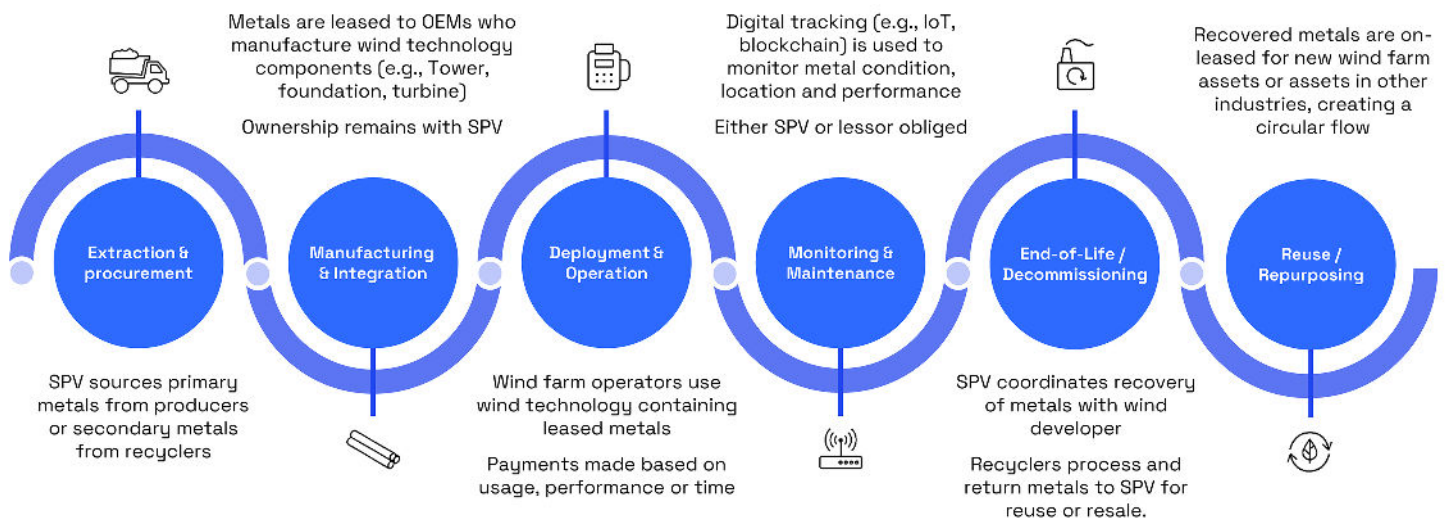 Metals are leased to OEMs who
manufacture wind technology
components (e.g., Tower,
foundation, turbine)
Ownership remains with SPV
Digital tracking (e.g., IoT,
blockchain) is used to
monitor metal condition,
location and performance
Either SPV or lessor obliged
Recovered metals are on-
leased for new wind farm
assets or assets in other
industries, creating a
circular flow
Extraction &
procurement
Manufacturing
& Integration
Deployment &
Operation
Monitoring &
Maintenance
End-of-Life /
Decommissioning
Reuse /
Repurposing
SPV sources primary
metals from producers
or secondary metals
from recyclers
Wind farm operators use
wind technology containing
leased metals
Payments made based on
usage, performance or time
SPV coordinates recovery
of metals with wind
developer
Recyclers process and
return metals to SPV for
reuse or resale.